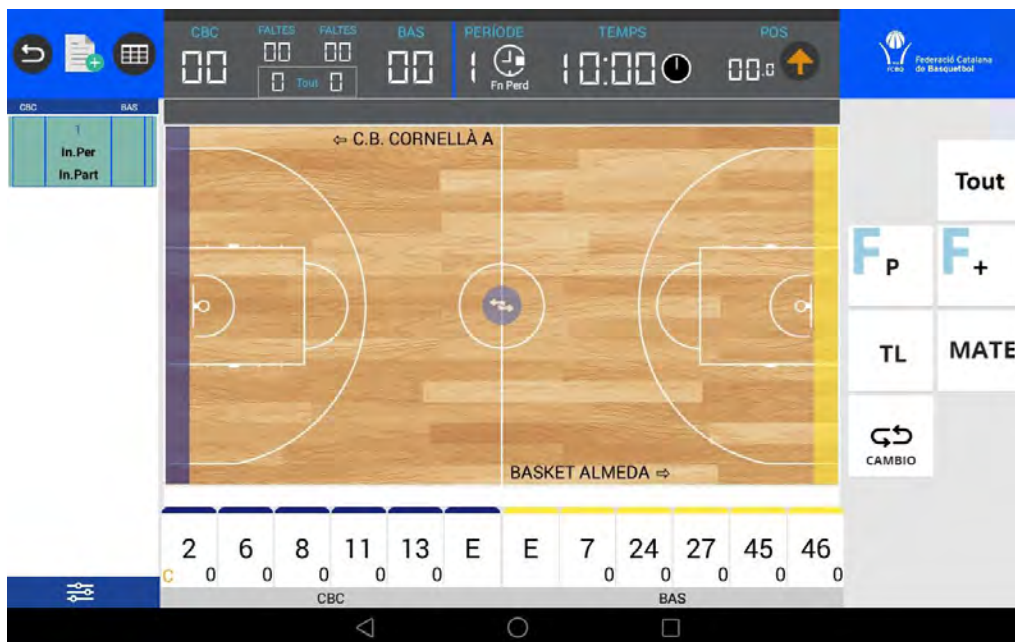 CBC FALTES FALTES BAS PERÍODE TEMPS POS
00 00 00 00 1 10:00 00.0
0 Tout 0
Fn Perd
FCBQ
Federació Catalana
de Basquetbol
CBC BAS
1
In.Per
In.Part
⇦ C.B. CORNELLÀ A
BASKET ALMEDA ⇨
Tout
F P
F +
TL
MATE
CAMBIO
2 6 8 11 13 E E 7 24 27 45 46
C 0 0 0 0 0 0 0 0 0 0
CBC BAS